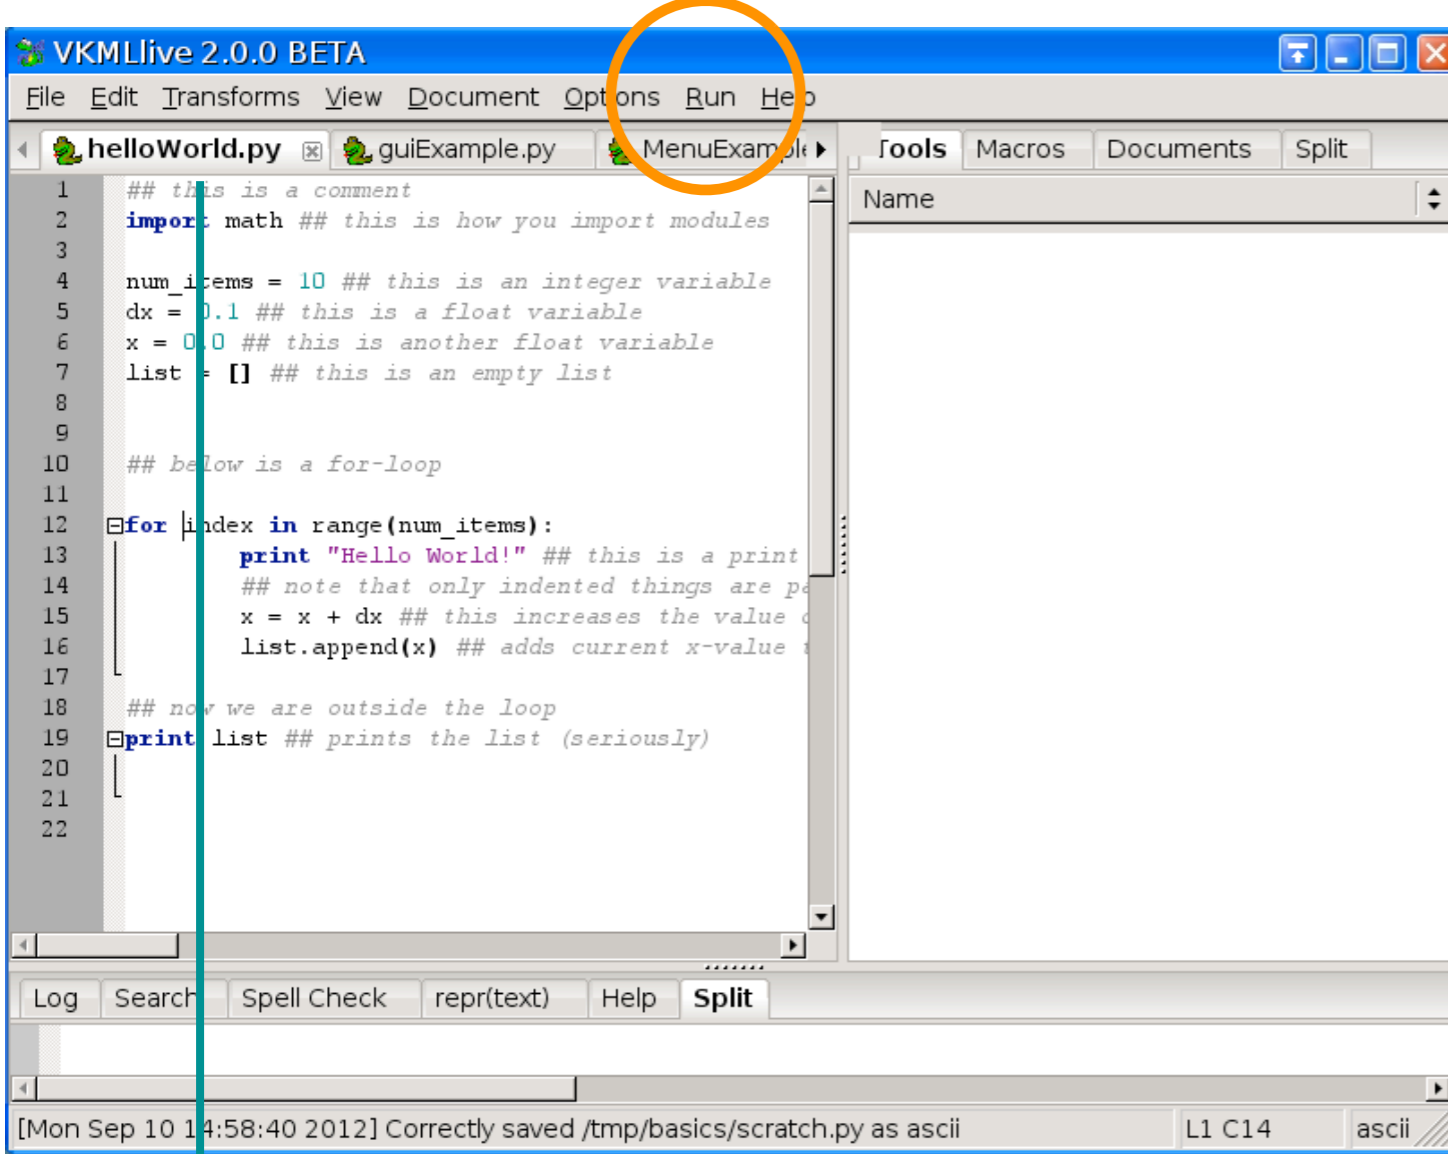 VKMLlive 2.0.0 BETA
File Edit Transforms View Document Options Run Help
helloWorld.py guiExample.py MenuExample
Tools Macros Documents Split
Name
1 ## this is a comment
2 import math ## this is how you import modules
3
4 num_items = 10 ## this is an integer variable
5 dx = 0.1 ## this is a float variable
6 x = 0.0 ## this is another float variable
7 list = [] ## this is an empty list
8
9
10 ## below is a for-loop
11
12 for index in range(num_items):
13 print "Hello World!" ## this is a print
14 ## note that only indented things are
15 x = x + dx ## this increases the value
16 list.append(x) ## adds current x-value
17
18 ## now we are outside the loop
19 print list ## prints the list (seriously)
20
21
22
Log Search Spell Check repr(text) Help Split
[Mon Sep 10 14:58:40 2012] Correctly saved /tmp/basics/scratch.py as ascii L1 C14 ascii